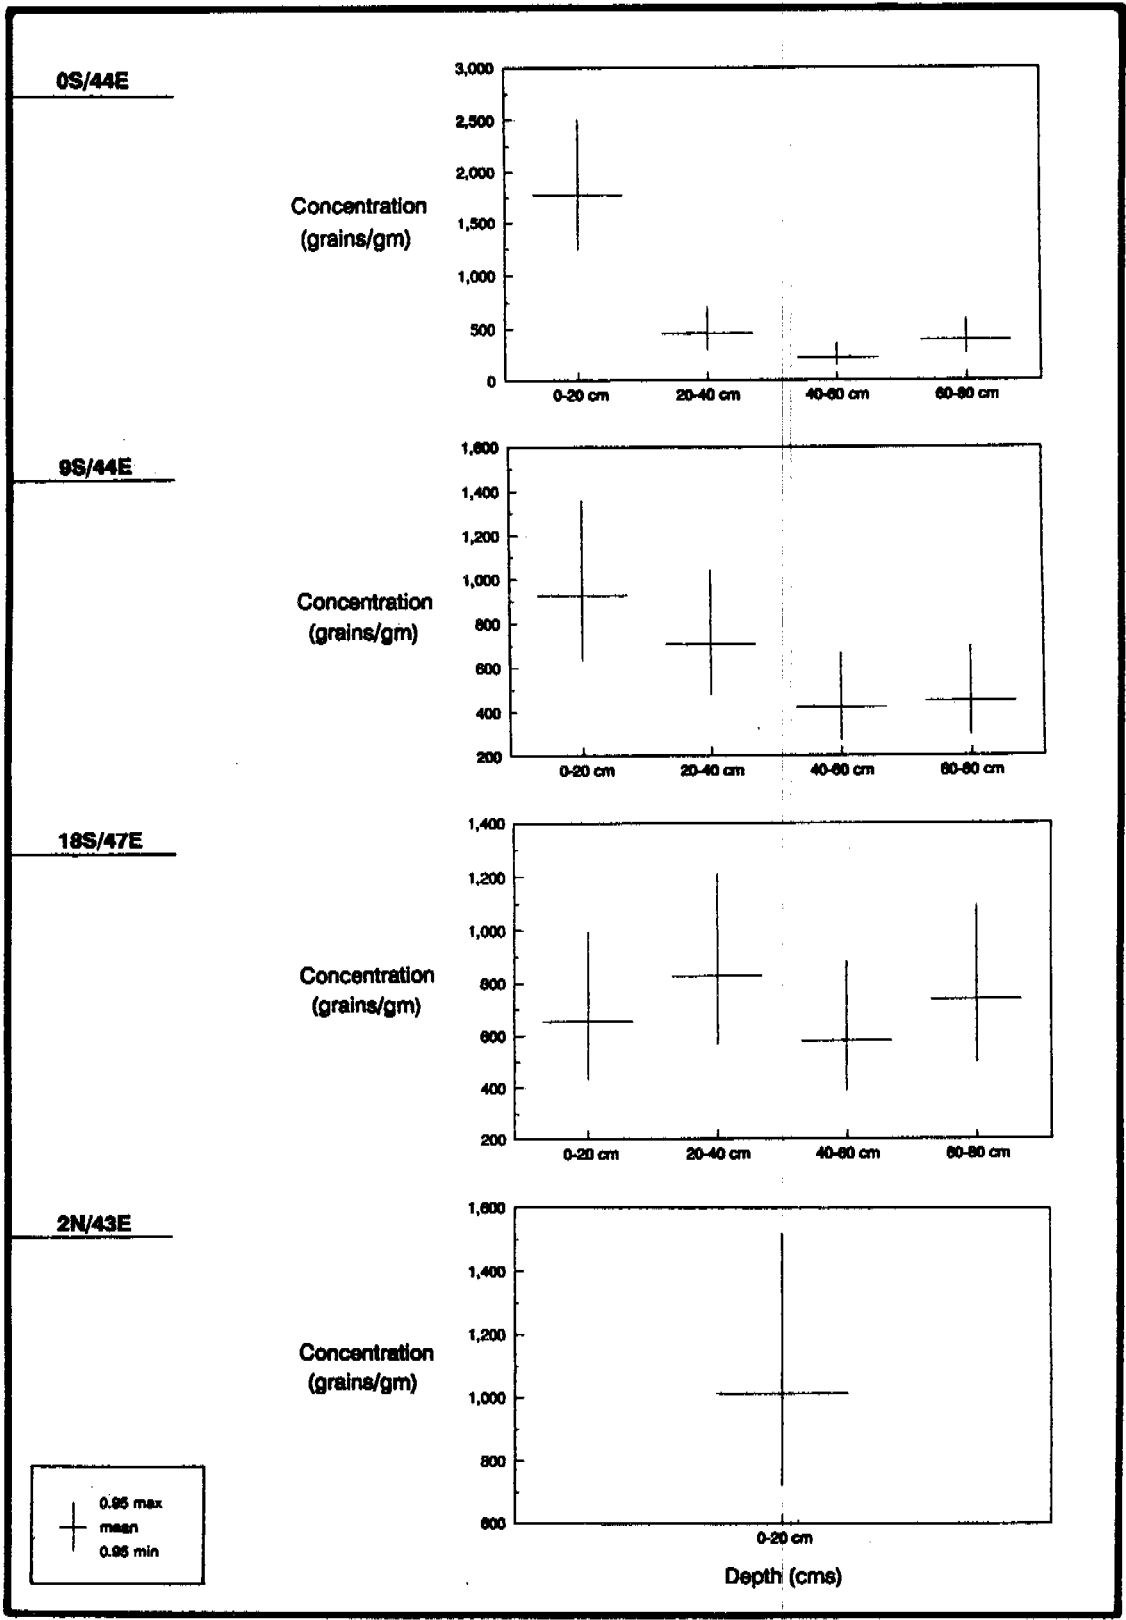 0S/44E
3,000
2,500
2,000
1,500
1,000
500
0
Concentration
(grains/gm)
0-20 cm 20-40 cm 40-60 cm 60-80 cm
9S/44E
1,600
1,400
1,200
1,000
800
600
400
200
Concentration
(grains/gm)
0-20 cm 20-40 cm 40-60 cm 60-80 cm
18S/47E
1,400
1,200
1,000
800
600
400
200
Concentration
(grains/gm)
0-20 cm 20-40 cm 40-60 cm 60-80 cm
2N/43E
1,600
1,400
1,200
1,000
800
600
Concentration
(grains/gm)
0-20 cm
Depth (cms)
0.95 max
mean
0.95 min